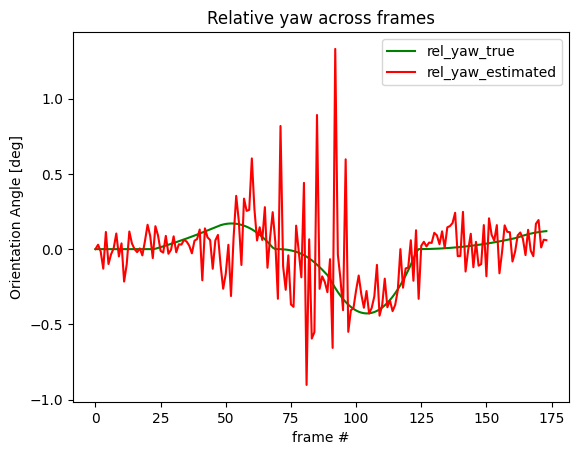 Relative yaw across frames
rel_yaw_true
rel_yaw_estimated
Orientation Angle [deg]
1.0
0.5
0.0
−0.5
−1.0
0 25 50 75 100 125 150 175
frame #